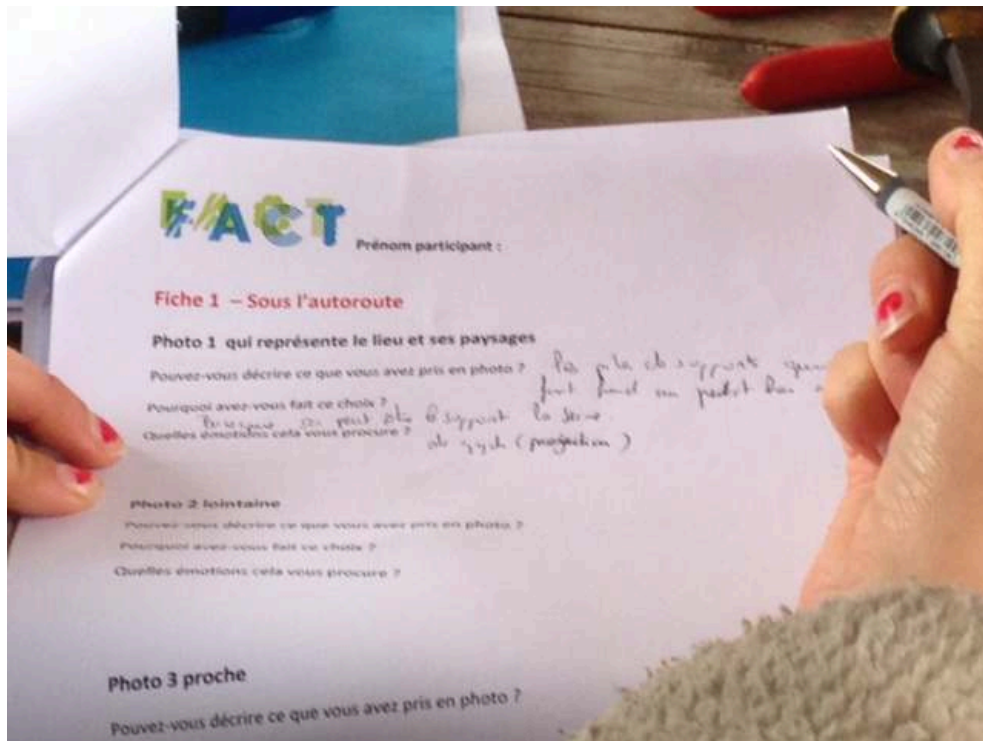 FACT
Prénom participant :
Fiche 1 – Sous l'autoroute
Photo 1 qui représente le lieu et ses paysages
Pouvez-vous décrire ce que vous avez pris en photo ?
Pourquoi avez-vous fait ce choix ?
support la
Quelles émotions cela vous procure ?
(projection)
Photo 2 lointaine
Pouvez-vous décrire ce que vous avez pris en photo ?
Pourquoi avez-vous fait ce choix ?
Quelles émotions cela vous procure ?
Photo 3 proche
Pouvez-vous décrire ce que vous avez pris en photo ?